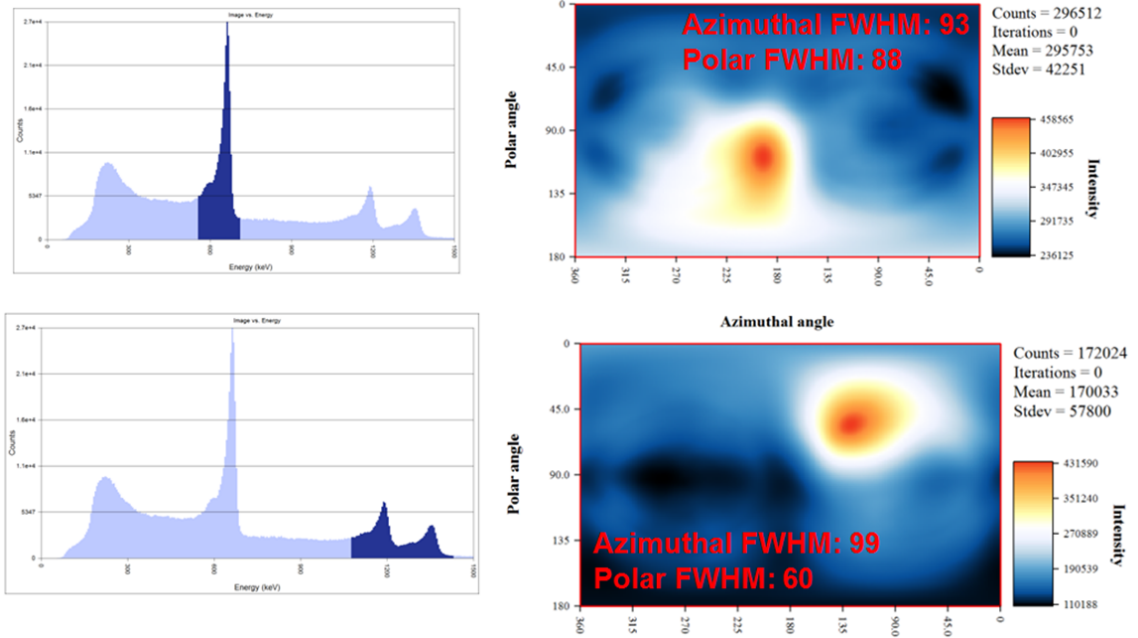 Image vs. Energy
2.7e+4
2.1e+4
1.6e+4
1.1e+4
5347
0
Counts
0
300
600
900
1200
1500
Energy (keV)
Azimuthal FWHM: 93
Polar FWHM: 88
Polar angle
0
45.0
90.0
135
180
360
315
270
225
180
135
90.0
45.0
0
Azimuthal angle
Counts = 296512
Iterations = 0
Mean = 295753
Stdev = 42251
458565
402955
347345
291735
236125
Intensity
Image vs. Energy
2.7e+4
2.1e+4
1.6e+4
1.1e+4
5347
0
Counts
0
300
600
900
1200
1500
Energy (keV)
Polar angle
0
45.0
90.0
135
180
Azimuthal FWHM: 99
Polar FWHM: 60
360
315
270
225
180
135
90.0
45.0
0
Counts = 172024
Iterations = 0
Mean = 170033
Stdev = 57800
431590
351240
270889
190539
110188
Intensity